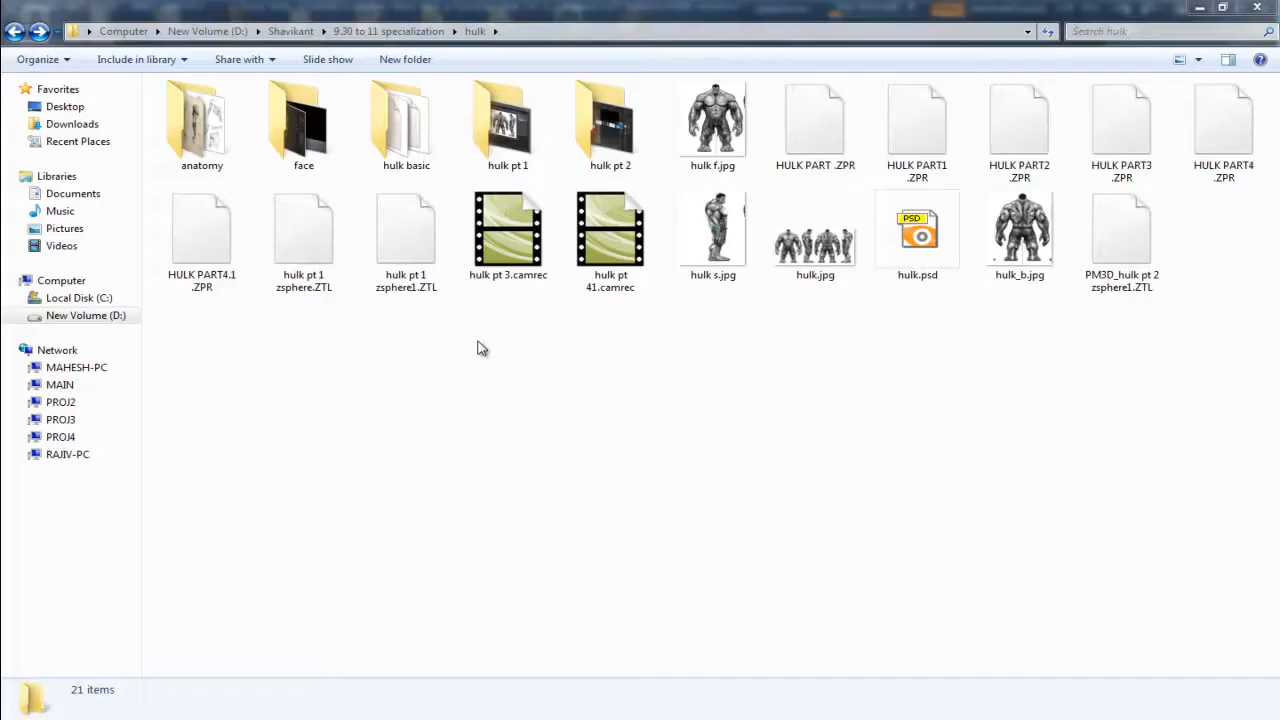 Computer ▸ New Volume (D:) ▸ Shavikant ▸ 9.30 to 11 specialization ▸ hulk ▸ Search hulk
Organize Include in library Share with Slide show New folder
Favorites
Desktop
Downloads
Recent Places
Libraries
Documents
Music
Pictures
Videos
Computer
Local Disk (C:)
New Volume (D:)
Network
MAHESH-PC
MAIN
PROJ2
PROJ3
PROJ4
RAJIV-PC
anatomy
face
hulk basic
hulk pt 1
hulk pt 2
hulk f.jpg
HULK PART .ZPR
HULK PART1
.ZPR
HULK PART2
.ZPR
HULK PART3
.ZPR
HULK PART4
.ZPR
HULK PART4.1
.ZPR
hulk pt 1
zsphere.ZTL
hulk pt 1
zsphere1.ZTL
hulk pt 3.camrec
hulk pt
41.camrec
hulk s.jpg
hulk.jpg
PSD
hulk.psd
hulk_b.jpg
PM3D_hulk pt 2
zsphere1.ZTL
21 items